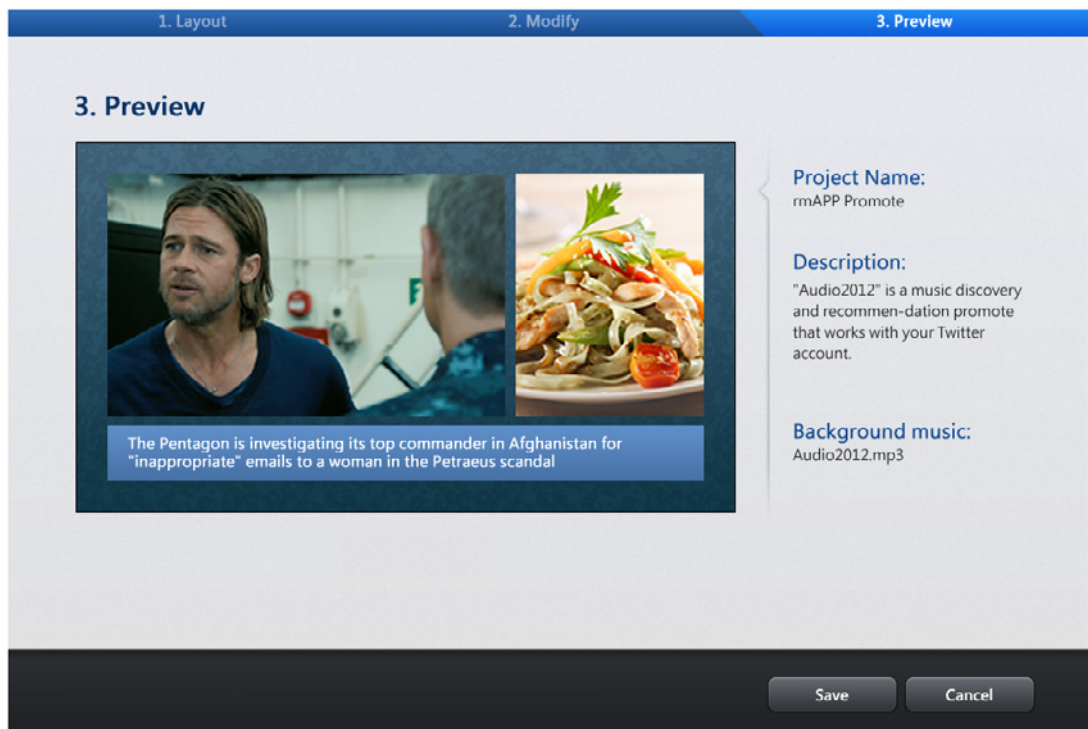 1. Layout
2. Modify
3. Preview
3. Preview
The Pentagon is investigating its top commander in Afghanistan for
"inappropriate" emails to a woman in the Petraeus scandal
Project Name:
rmAPP Promote
Description:
"Audio2012" is a music discovery
and recommen-dation promote
that works with your Twitter
account.
Background music:
Audio2012.mp3
Save
Cancel